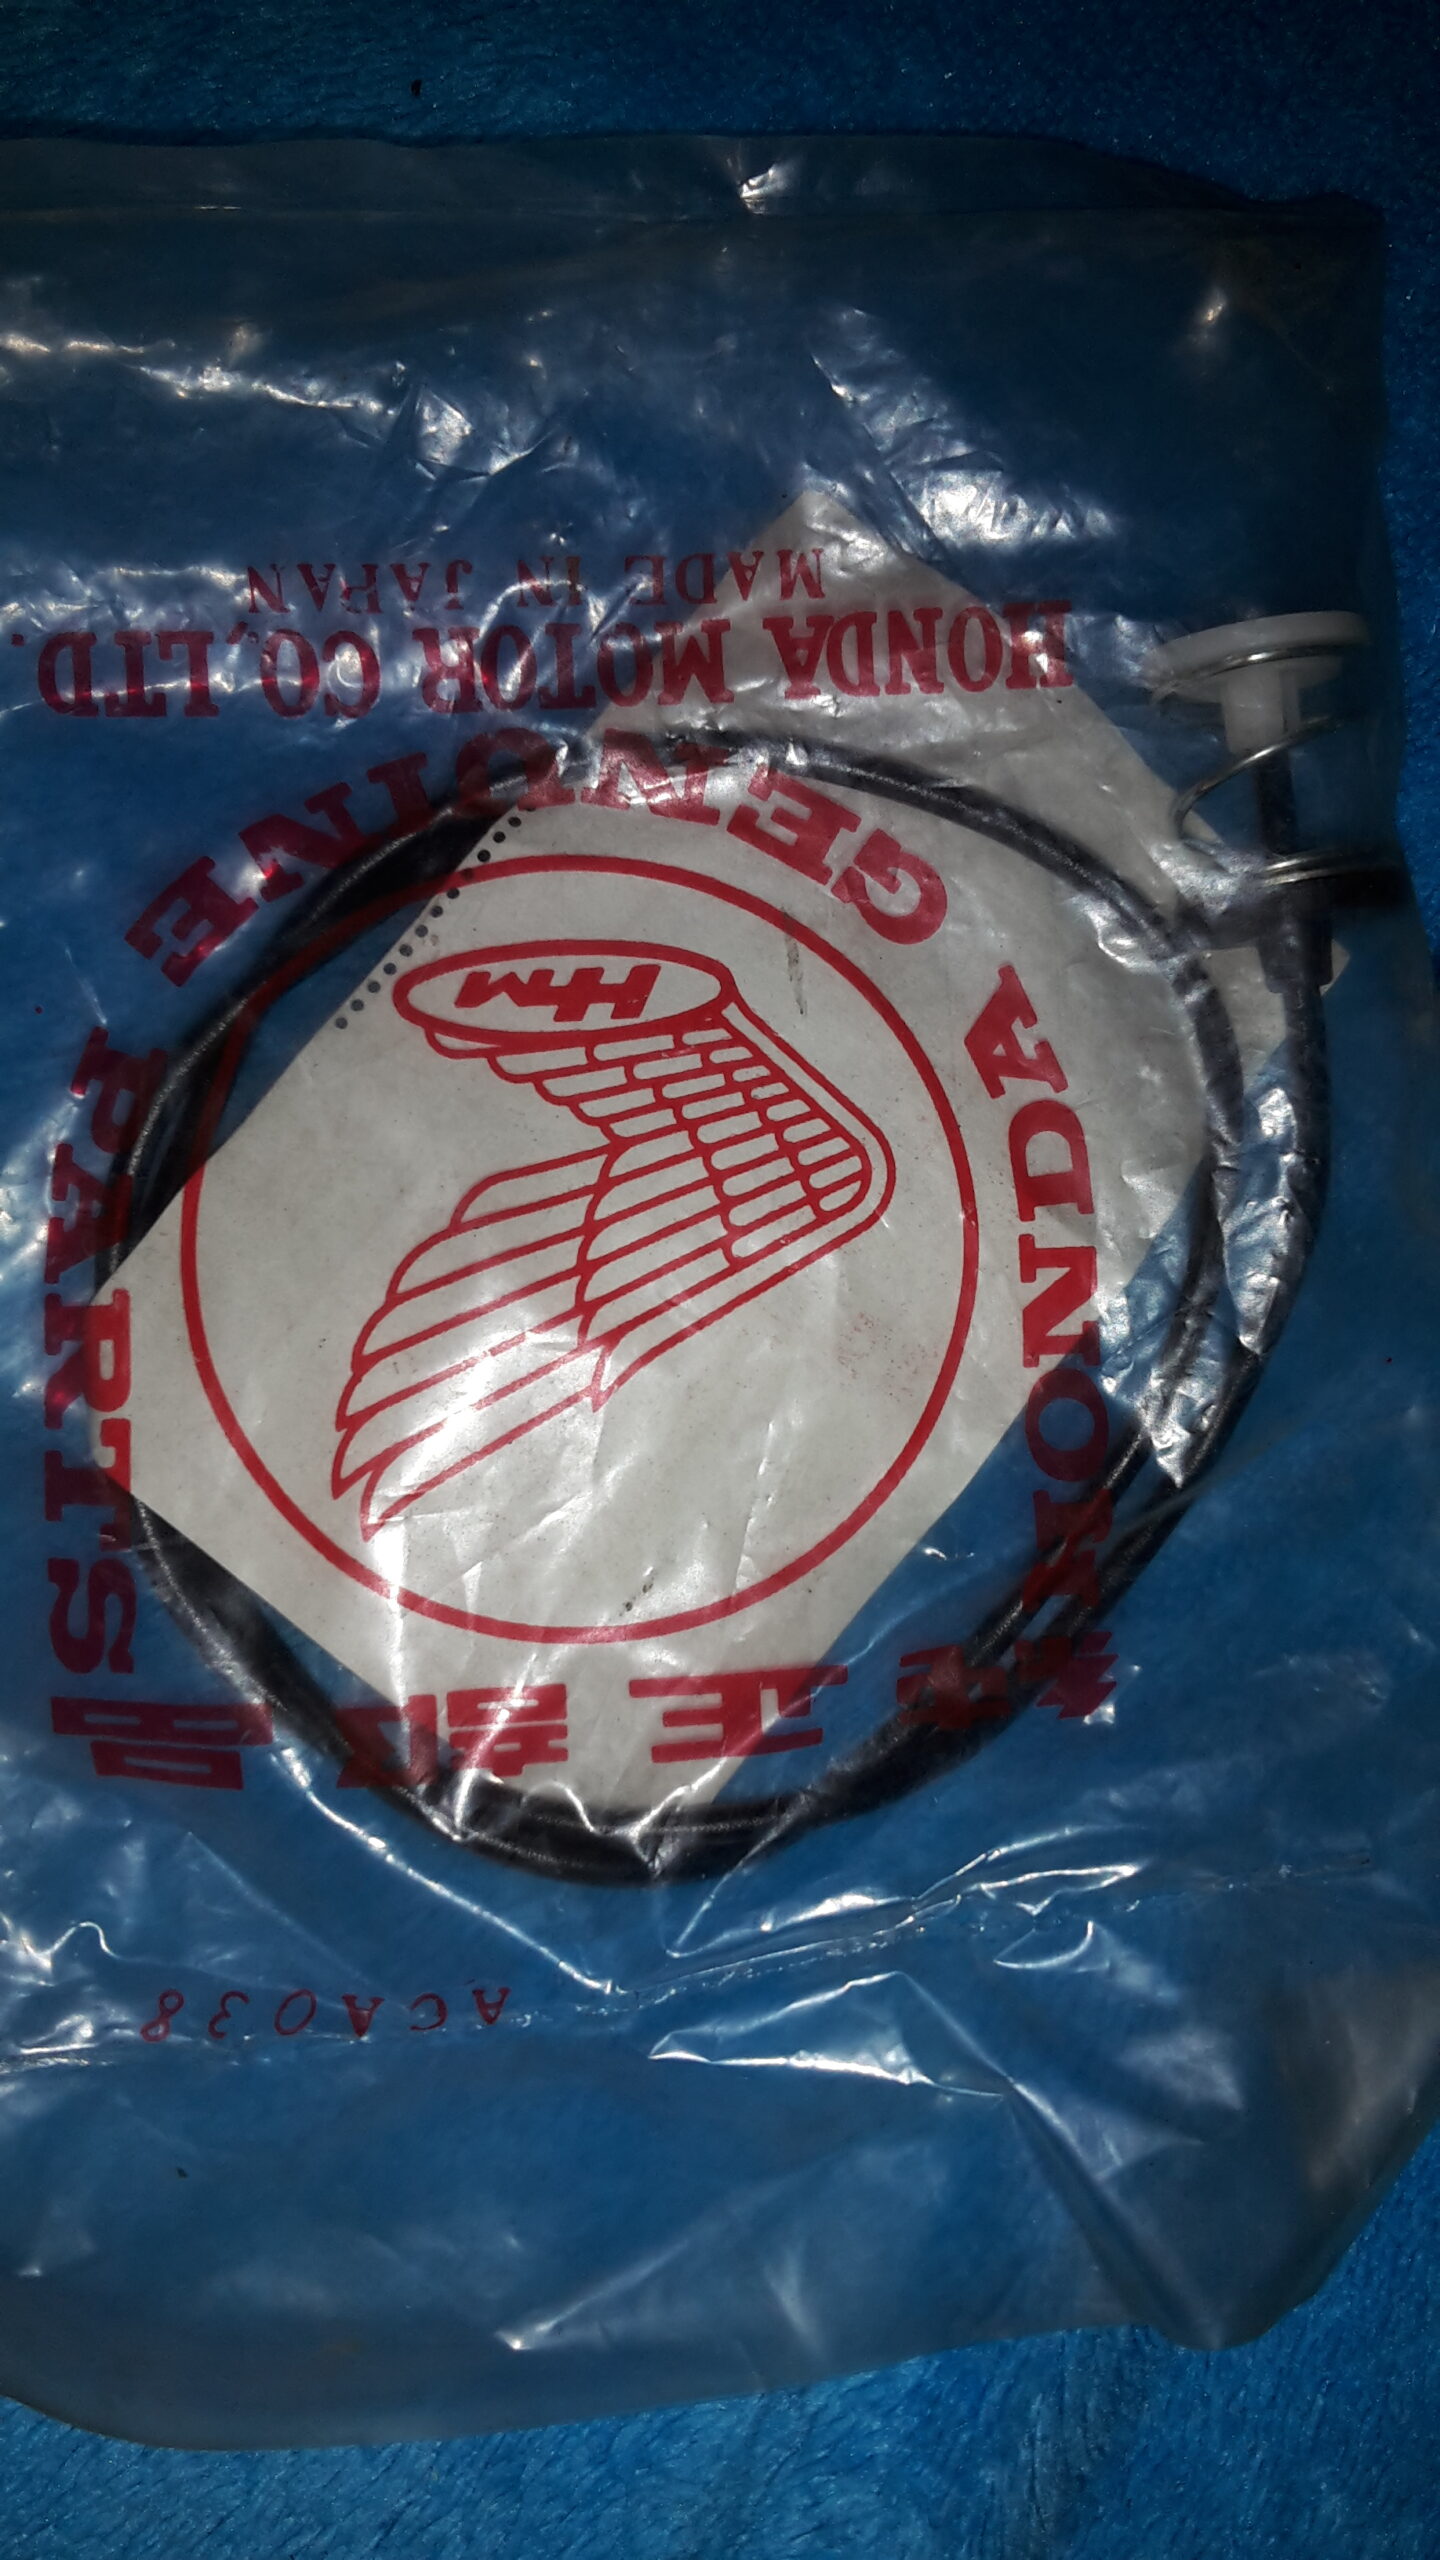 ACA038
純正部品
HONDA GENUINE PARTS
HM
HONDA MOTOR CO.,LTD.
MADE IN JAPAN